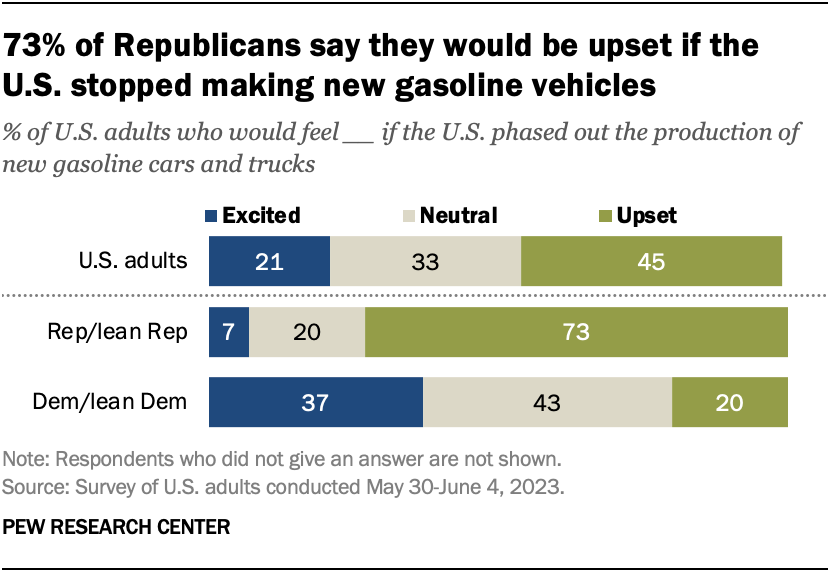 73% of Republicans say they would be upset if the
U.S. stopped making new gasoline vehicles
% of U.S. adults who would feel __ if the U.S. phased out the production of
new gasoline cars and trucks
Excited Neutral Upset
U.S. adults 21 33 45
Rep/lean Rep 7 20 73
Dem/lean Dem 37 43 20
Note: Respondents who did not give an answer are not shown.
Source: Survey of U.S. adults conducted May 30-June 4, 2023.
PEW RESEARCH CENTER